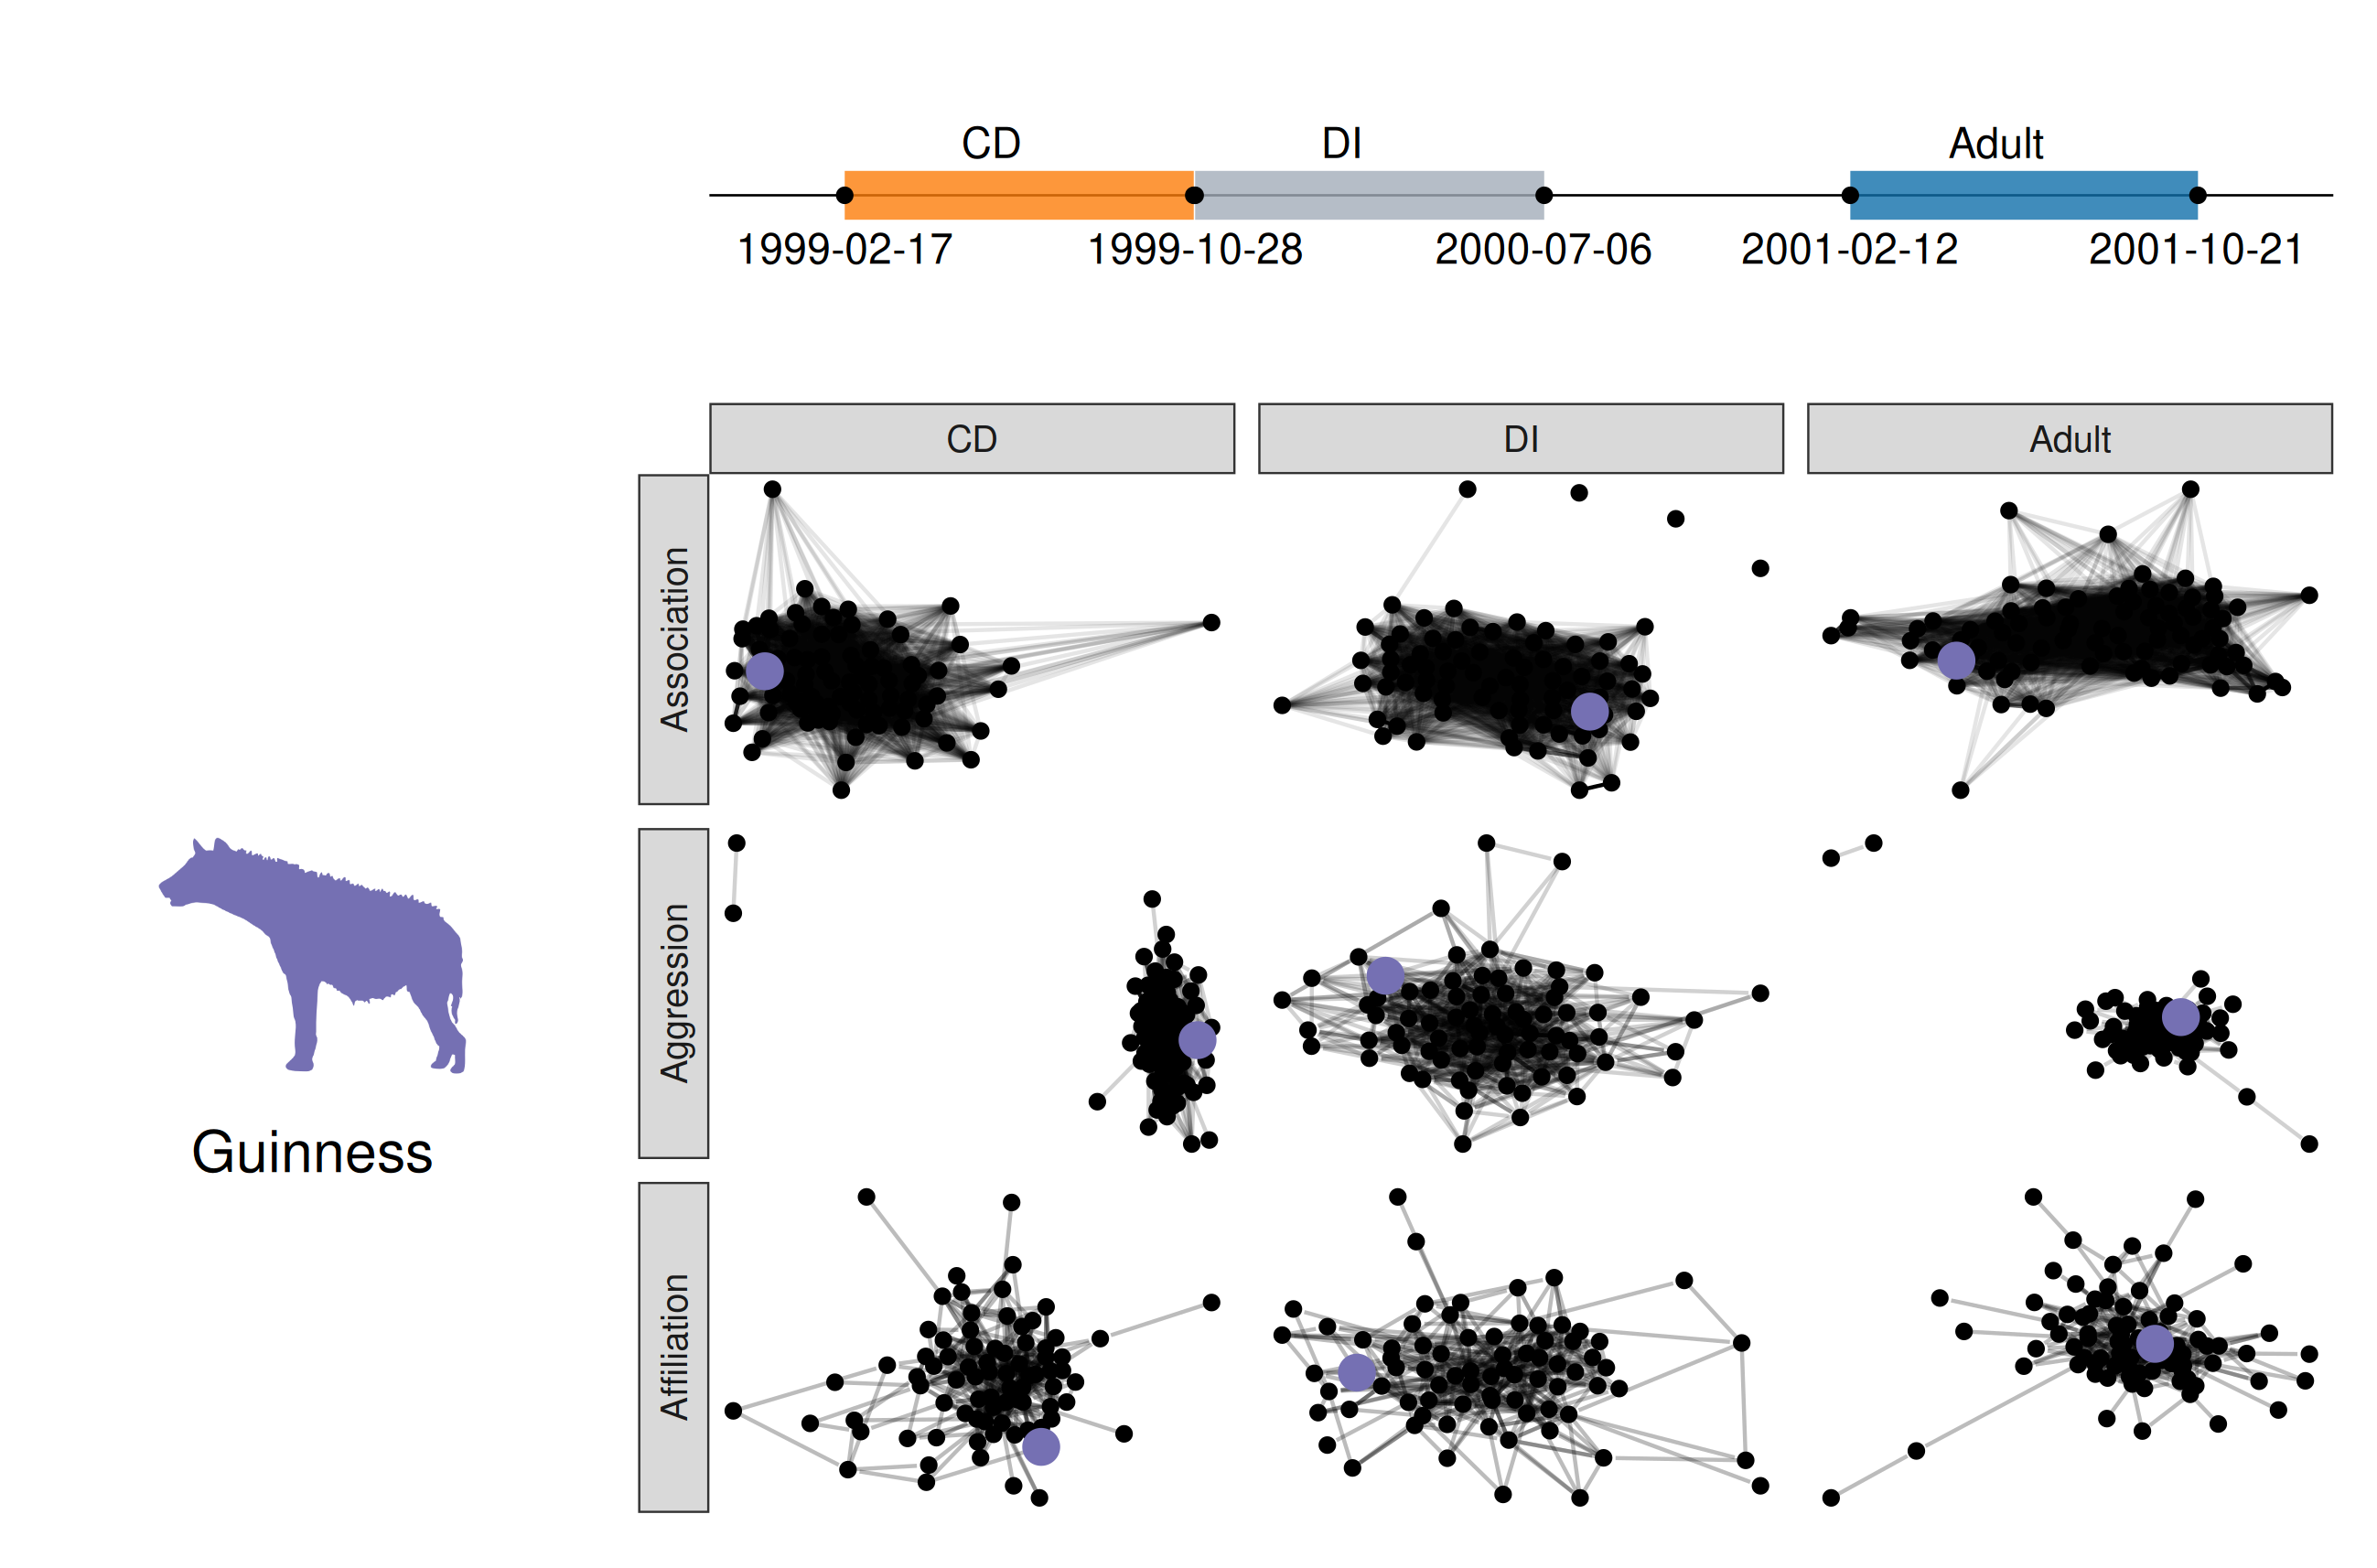 CD DI Adult
1999-02-17 1999-10-28 2000-07-06 2001-02-12 2001-10-21
CD DI Adult
Association
Aggression
Guinness
Affiliation